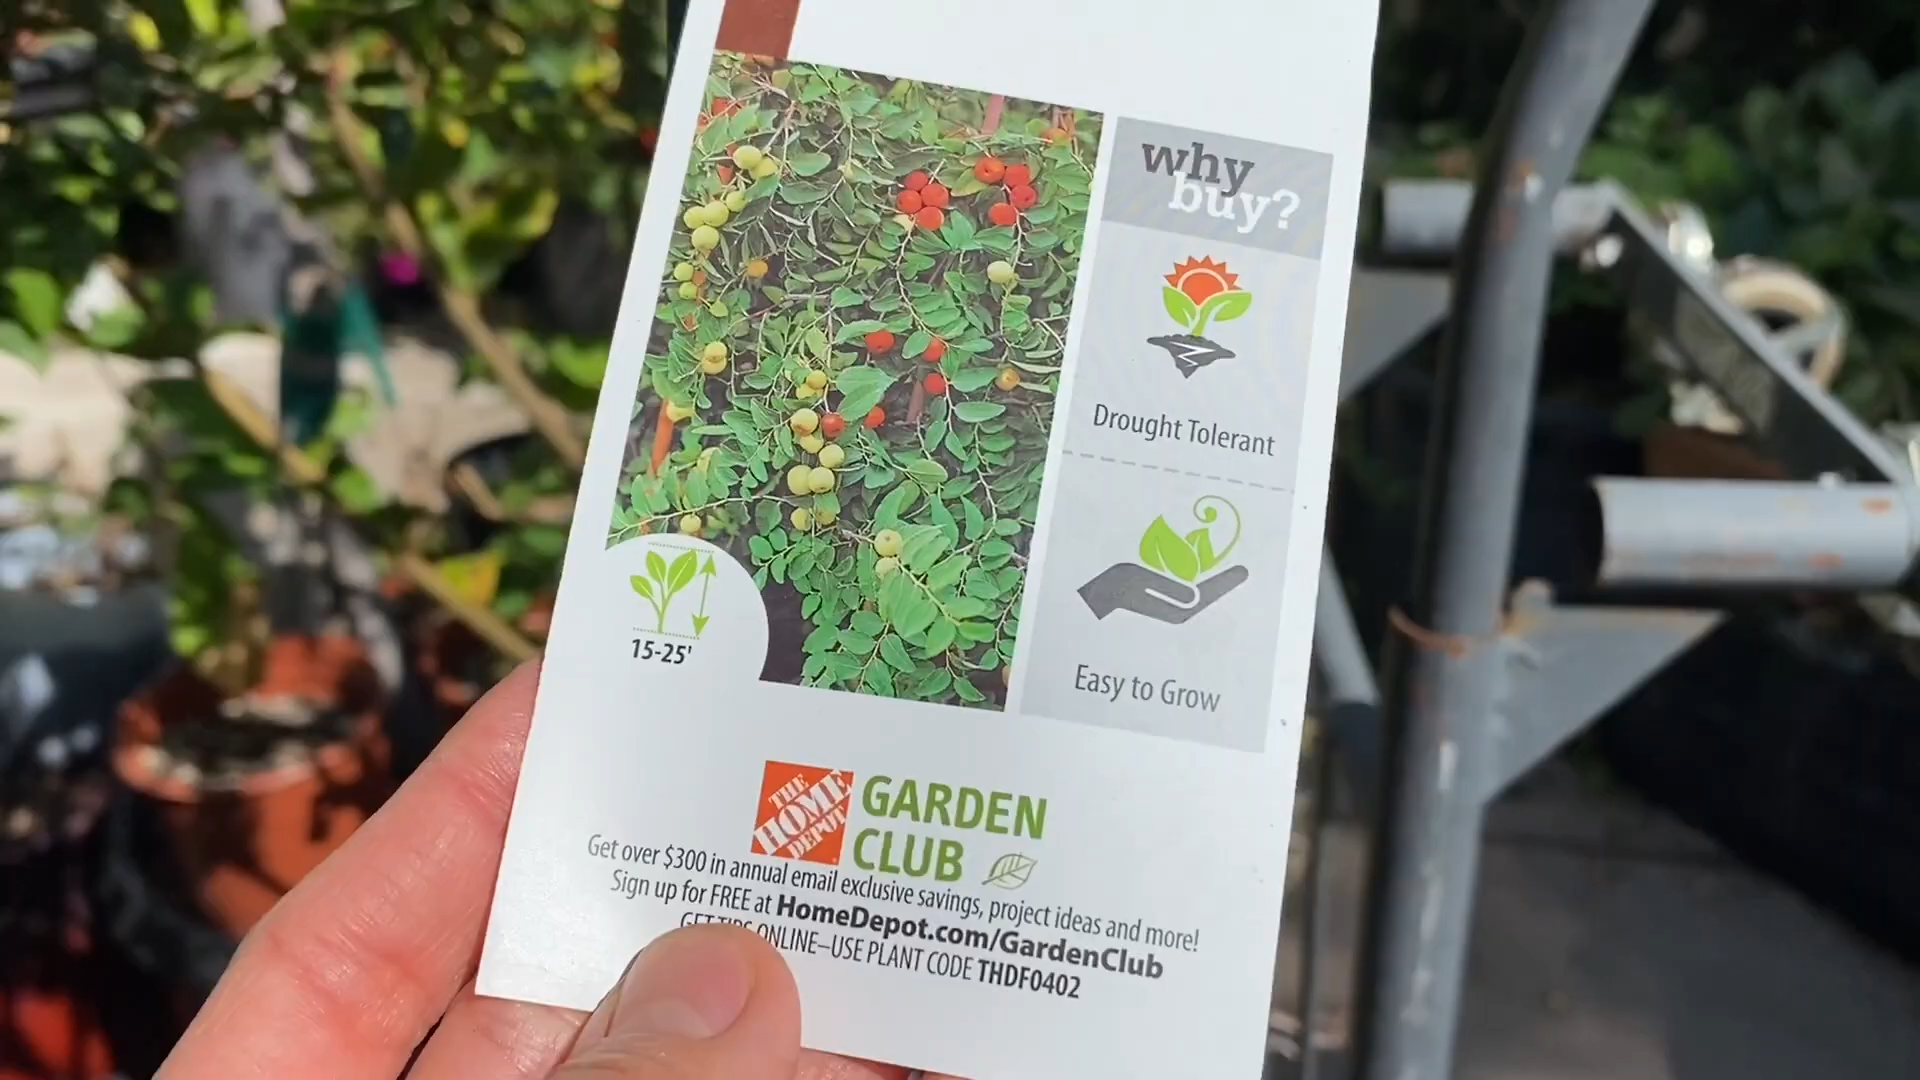 why
buy?
Drought Tolerant
15-25'
Easy to Grow
THE
HOME
DEPOT
GARDEN
CLUB
Get over $300 in annual email exclusive savings, project ideas and more!
Sign up for FREE at HomeDepot.com/GardenClub
GET TIPS ONLINE–USE PLANT CODE THDF0402